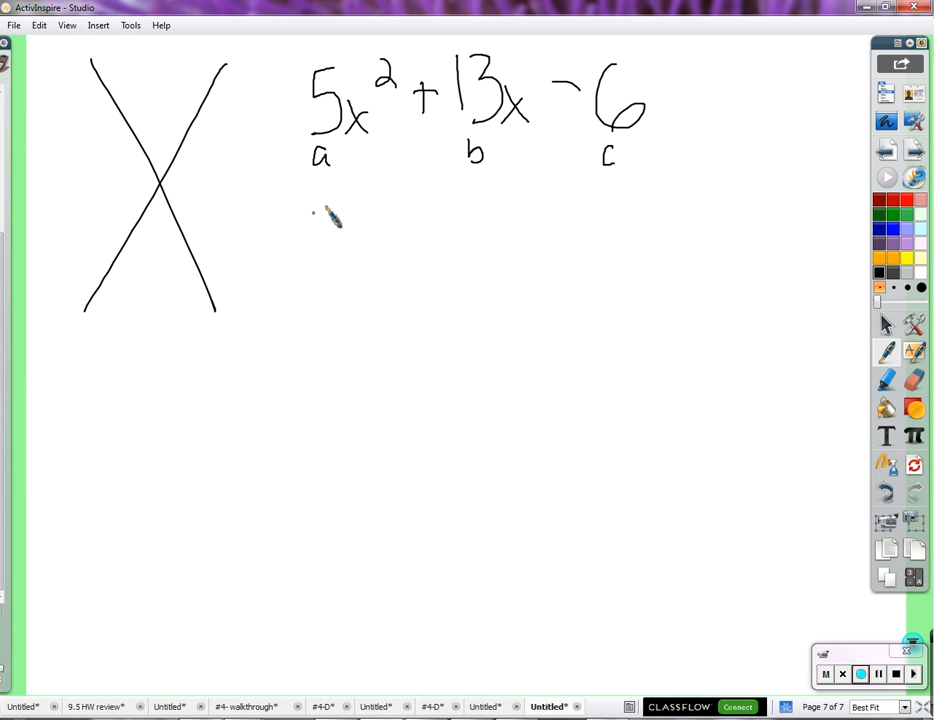 ActivInspire - Studio
File Edit View Insert Tools Help
5x² + 13x - 6
a b c
M
Untitled* 9.5 HW review* Untitled* #4- walkthrough* #4-D* Untitled* #4-D* Untitled* Untitled* CLASSFLOW Connect Page 7 of 7 Best Fit